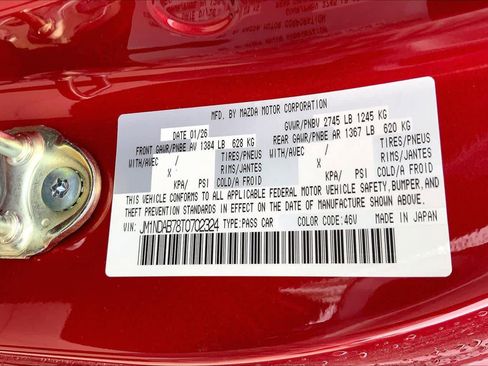 MFD. BY MAZDA MOTOR CORPORATION
DATE 01/26
GVWR/PNBV 2745 LB 1245 KG
FRONT GAWR/PNBE AV 1384 LB 628 KG
REAR GAWR/PNBE AR 1367 LB 620 KG
WITH/AVEC / TIRES/PNEUS
WITH/AVEC / TIRES/PNEUS
X RIMS/JANTES
X RIMS/JANTES
KPA/ PSI COLD/A FROID
KPA/ PSI COLD/A FROID
THIS VEHICLE CONFORMS TO ALL APPLICABLE FEDERAL MOTOR VEHICLE SAFETY, BUMPER, AND
THEFT PREVENTION STANDARDS IN EFFECT ON THE DATE OF MANUFACTURE SHOWN ABOVE.
VIN: JM1NDAB78T0702324 TYPE:PASS CAR COLOR CODE:46V MADE IN JAPAN